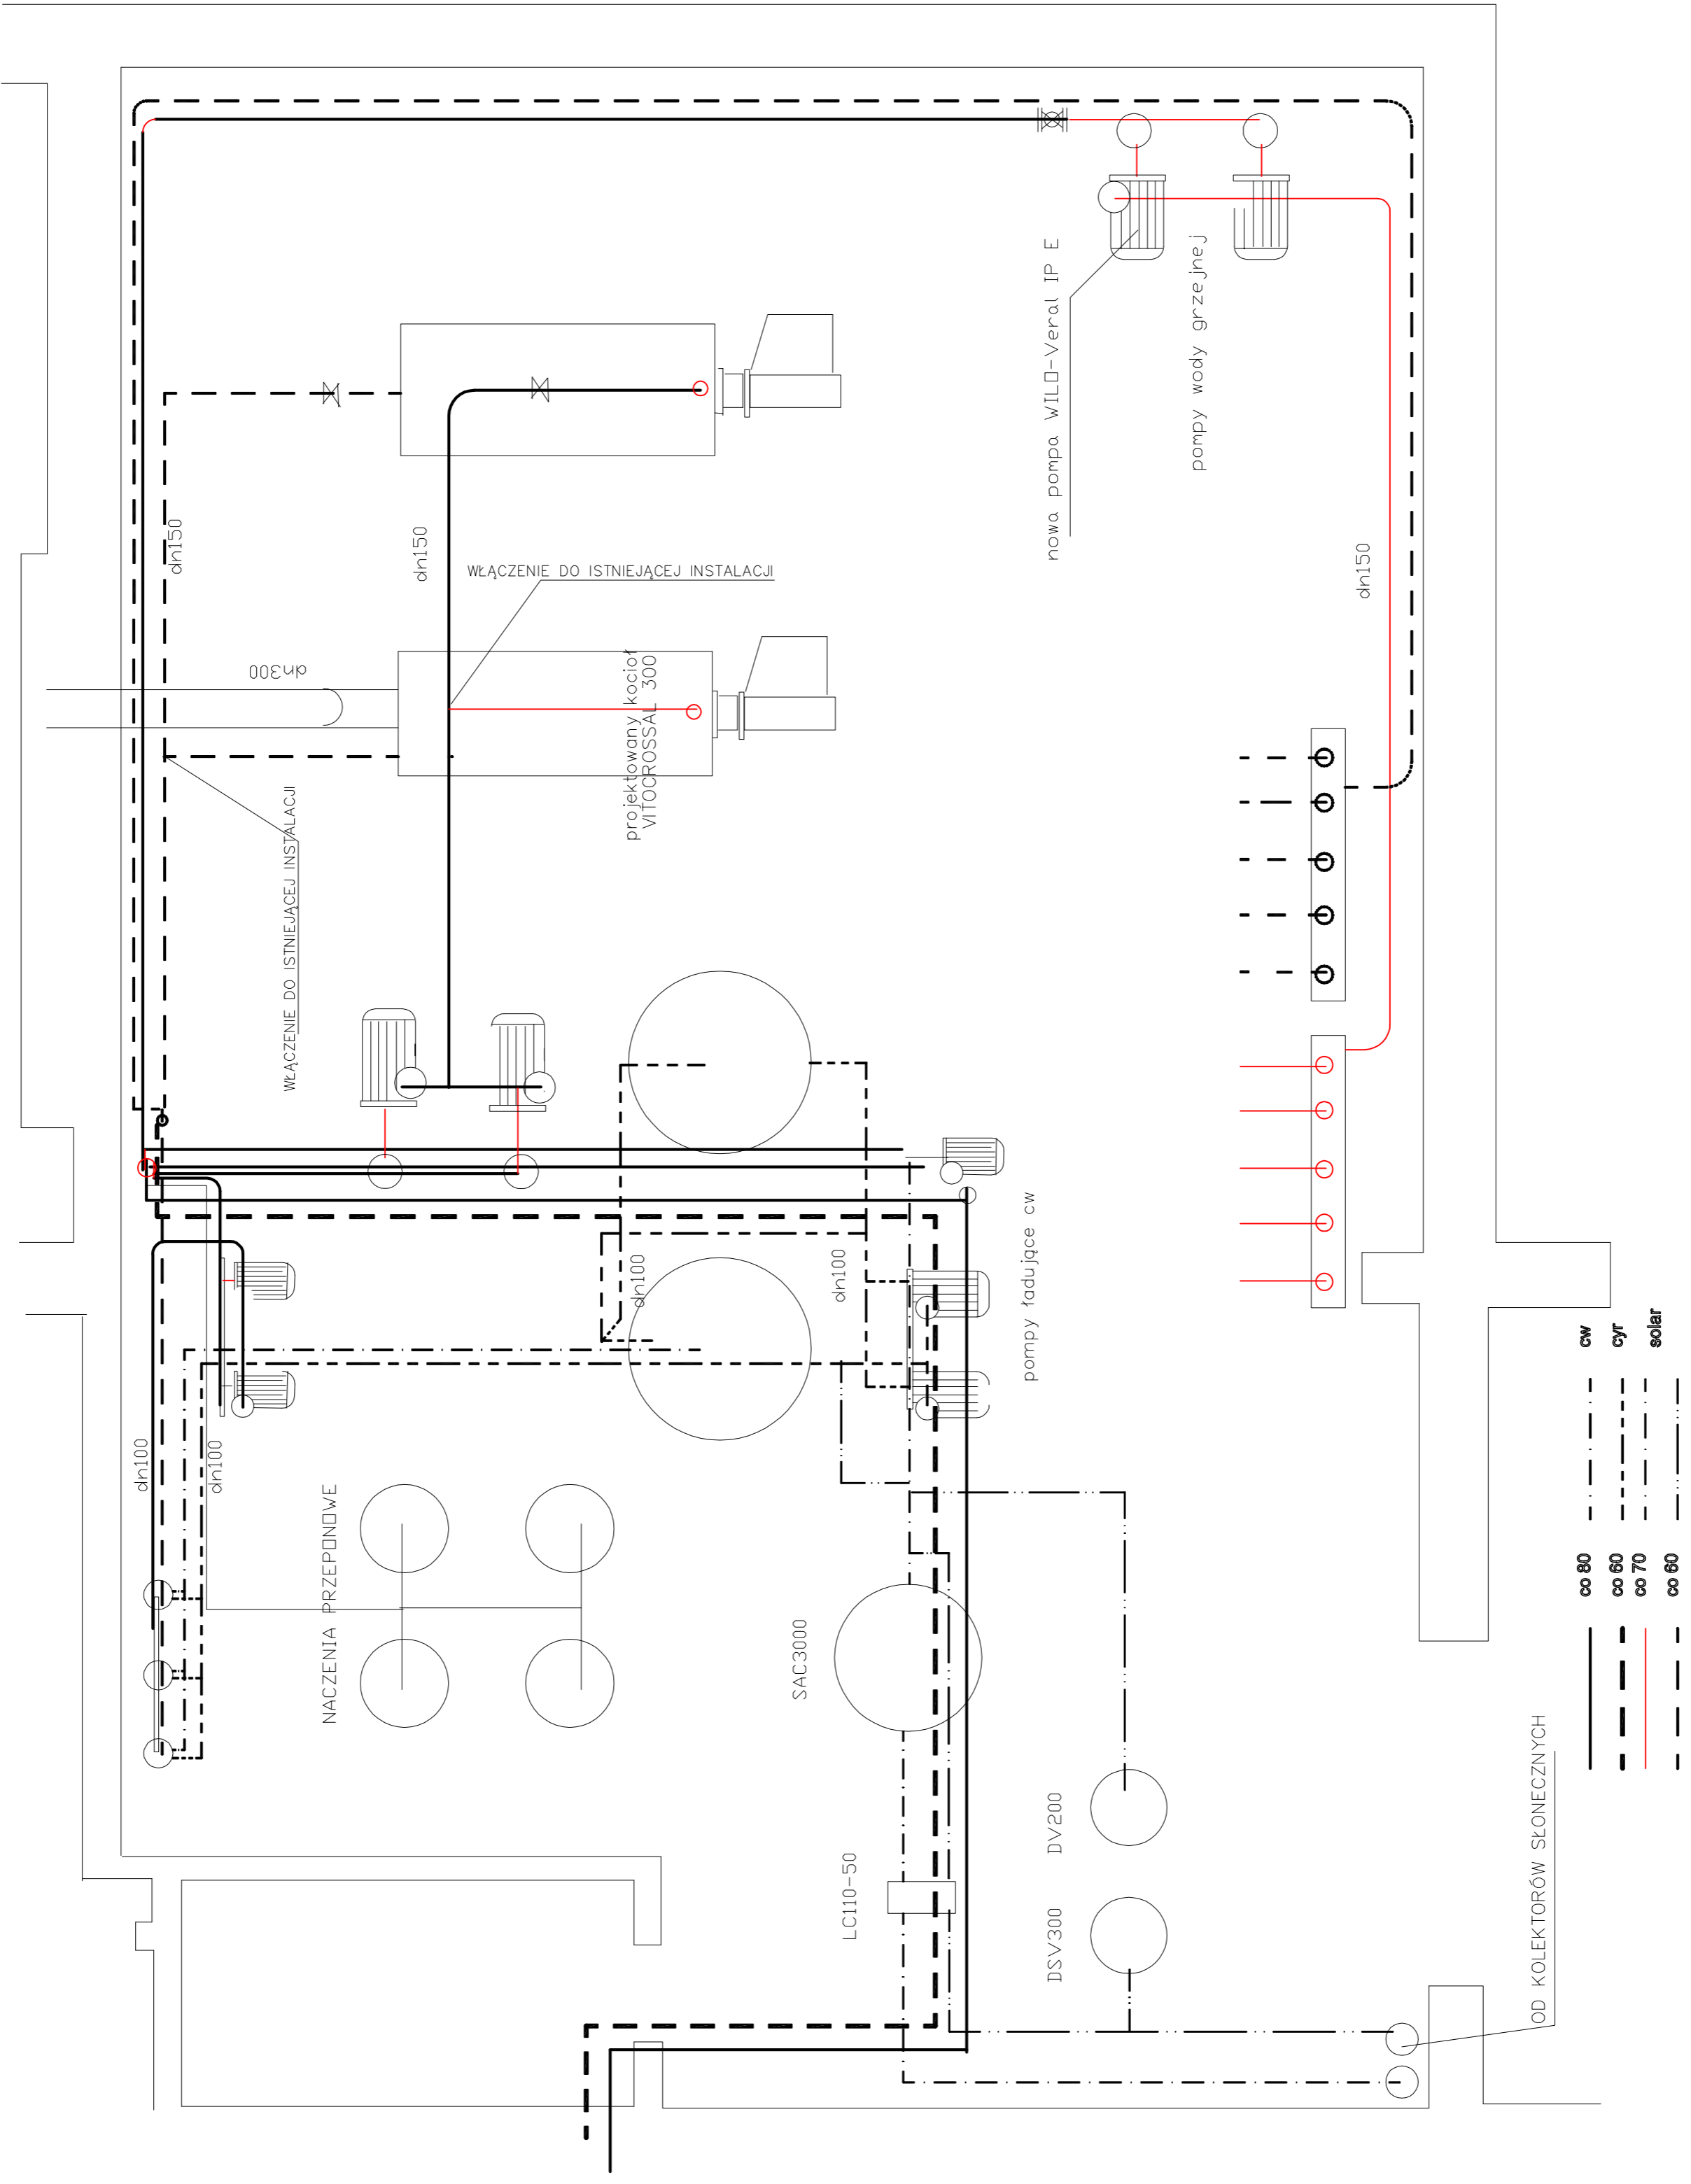 nowa pompa WILO-Veral IP E
pompy wody grzejnej
dn150
dn150
WŁĄCZENIE DO ISTNIEJĄCEJ INSTALACJI
dn150
dn300
projektowany kocioł
VITOCROSSAL 300
WŁĄCZENIE DO ISTNIEJĄCEJ INSTALACJI
dn100
dn100
pompy ładujące cw
dn100
dn100
NACZENIA PRZEPONOWE
SAC3000
LC110-50
DV200
DSV300
OD KOLEKTORÓW SŁONECZNYCH
co 80
cw
co 60
cyr
co 70
solar
co 60